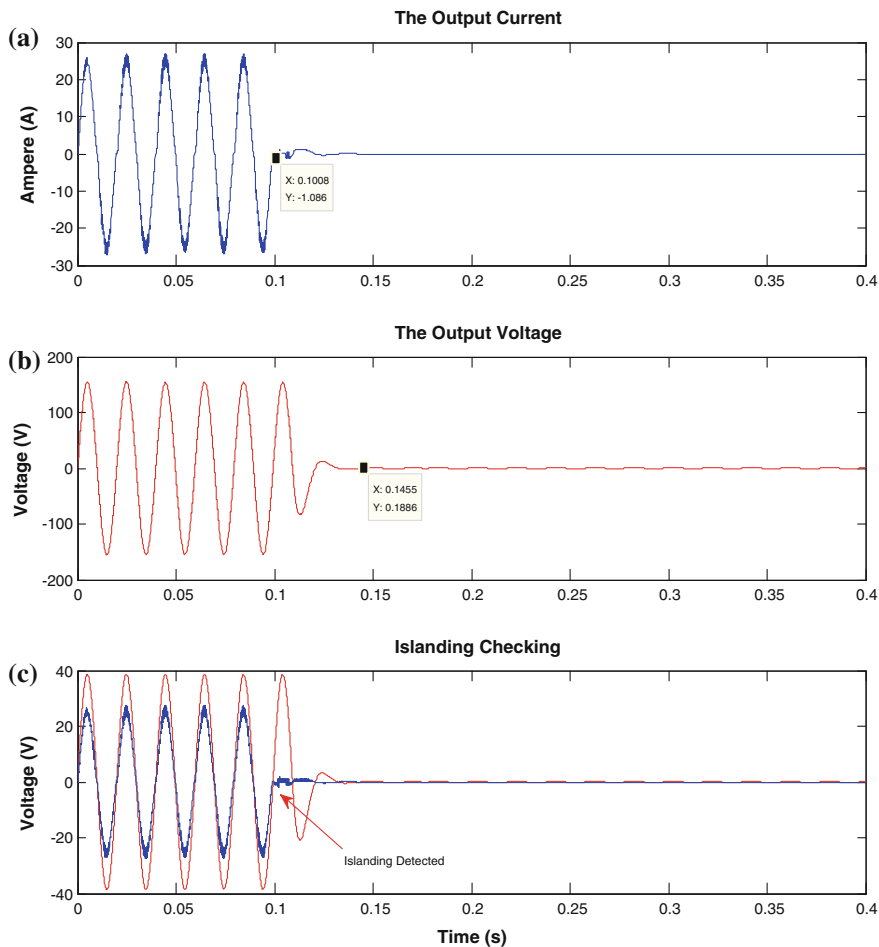 The Output Current
(a)
30
20
10
0
-10
-20
-30
Ampere (A)
X: 0.1008
Y: -1.086
0 0.05 0.1 0.15 0.2 0.25 0.3 0.35 0.4
The Output Voltage
(b)
200
100
0
-100
-200
Voltage (V)
X: 0.1455
Y: 0.1886
0 0.05 0.1 0.15 0.2 0.25 0.3 0.35 0.4
Islanding Checking
(c)
40
20
0
-20
-40
Voltage (V)
Islanding Detected
0 0.05 0.1 0.15 0.2 0.25 0.3 0.35 0.4
Time (s)